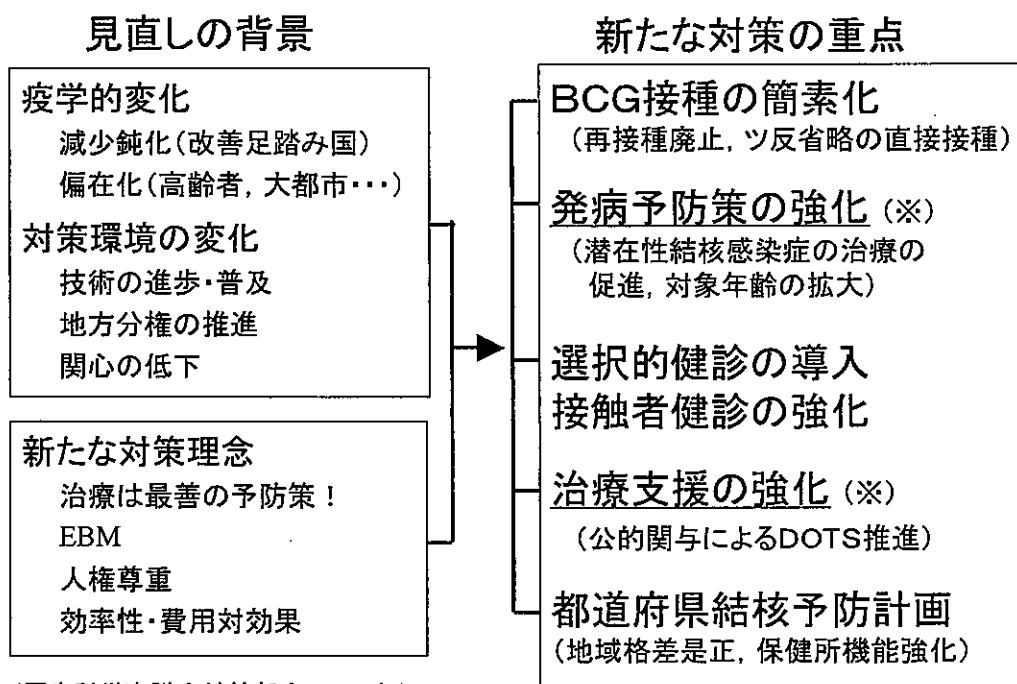 見直しの背景
疫学的変化
減少鈍化(改善足踏み国)
偏在化(高齢者, 大都市･･･)
対策環境の変化
技術の進歩・普及
地方分権の推進
関心の低下
新たな対策理念
治療は最善の予防策！
EBM
人権尊重
効率性・費用対効果
新たな対策の重点
BCG接種の簡素化
(再接種廃止, ツ反省略の直接接種)
発病予防策の強化 (※)
(潜在性結核感染症の治療の
促進, 対象年齢の拡大)
選択的健診の導入
接触者健診の強化
治療支援の強化 (※)
(公的関与によるDOTS推進)
都道府県結核予防計画
(地域格差是正, 保健所機能強化)